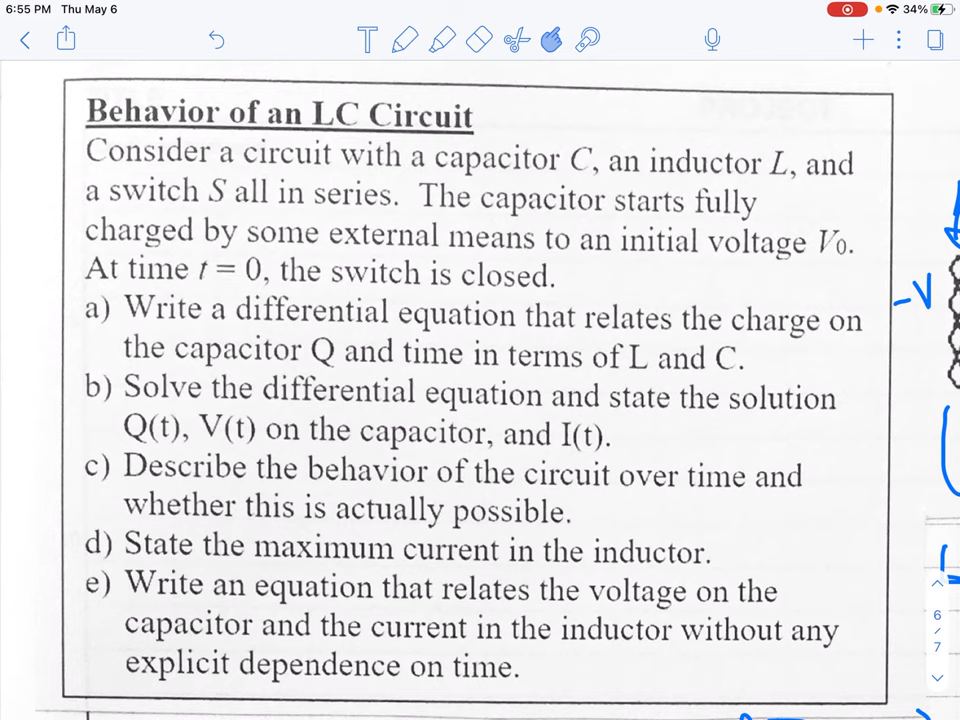 6:55 PM Thu May 6
34%
T
Behavior of an LC Circuit
Consider a circuit with a capacitor C, an inductor L, and
a switch S all in series. The capacitor starts fully
charged by some external means to an initial voltage V0.
At time t = 0, the switch is closed.
a) Write a differential equation that relates the charge on
the capacitor Q and time in terms of L and C.
b) Solve the differential equation and state the solution
Q(t), V(t) on the capacitor, and I(t).
c) Describe the behavior of the circuit over time and
whether this is actually possible.
d) State the maximum current in the inductor.
e) Write an equation that relates the voltage on the
capacitor and the current in the inductor without any
explicit dependence on time.
-V
6
/
7